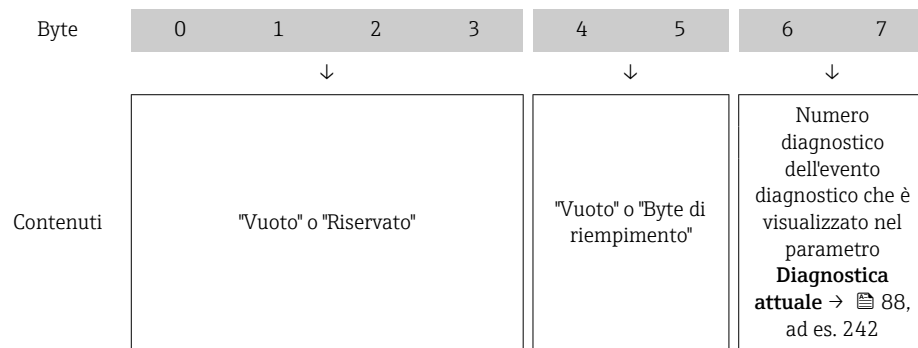 Byte 0 1 2 3 4 5 6 7
↓ ↓ ↓
Contenuti
"Vuoto" o "Riservato"
"Vuoto" o "Byte di
riempimento"
Numero
diagnostico
dell'evento
diagnostico che è
visualizzato nel
parametro
Diagnostica
attuale → 88,
ad es. 242